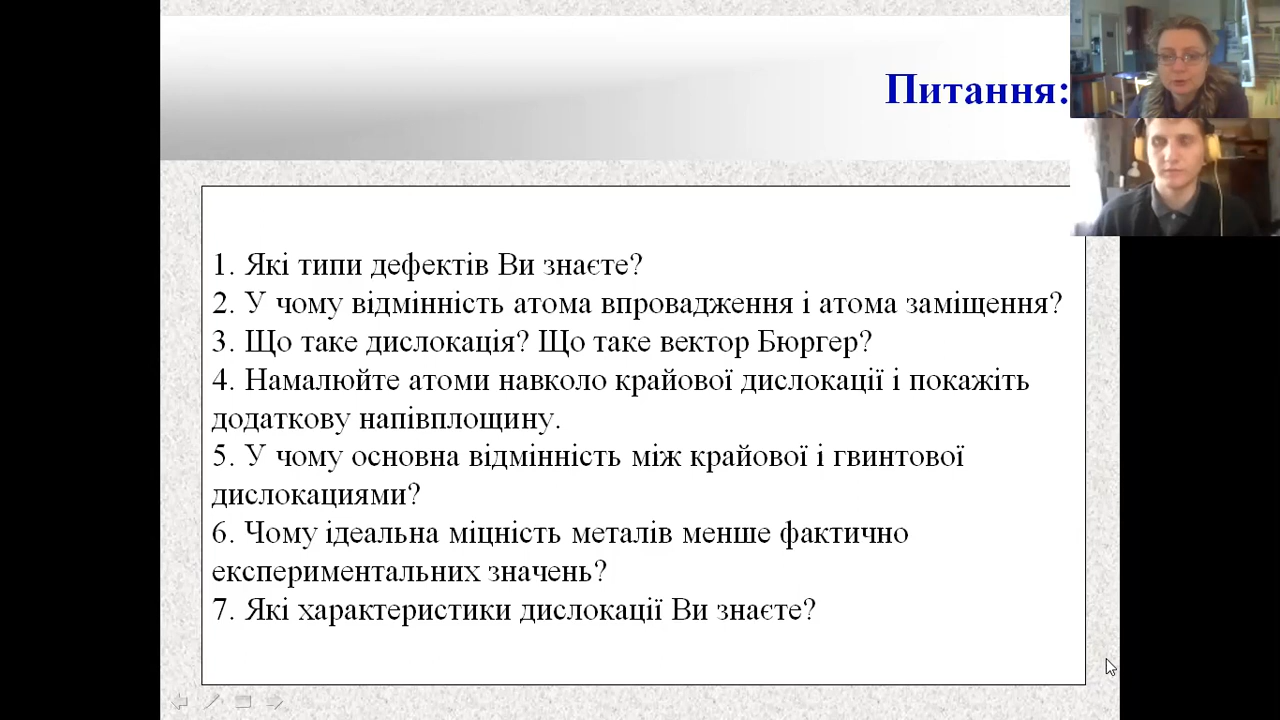 Питання:
1. Які типи дефектів Ви знаєте?
2. У чому відмінність атома впровадження і атома заміщення?
3. Що таке дислокація? Що таке вектор Бюргер?
4. Намалюйте атоми навколо крайової дислокації і покажіть
додаткову напівплощину.
5. У чому основна відмінність між крайової і гвинтової
дислокациями?
6. Чому ідеальна міцність металів менше фактично
експериментальних значень?
7. Які характеристики дислокації Ви знаєте?